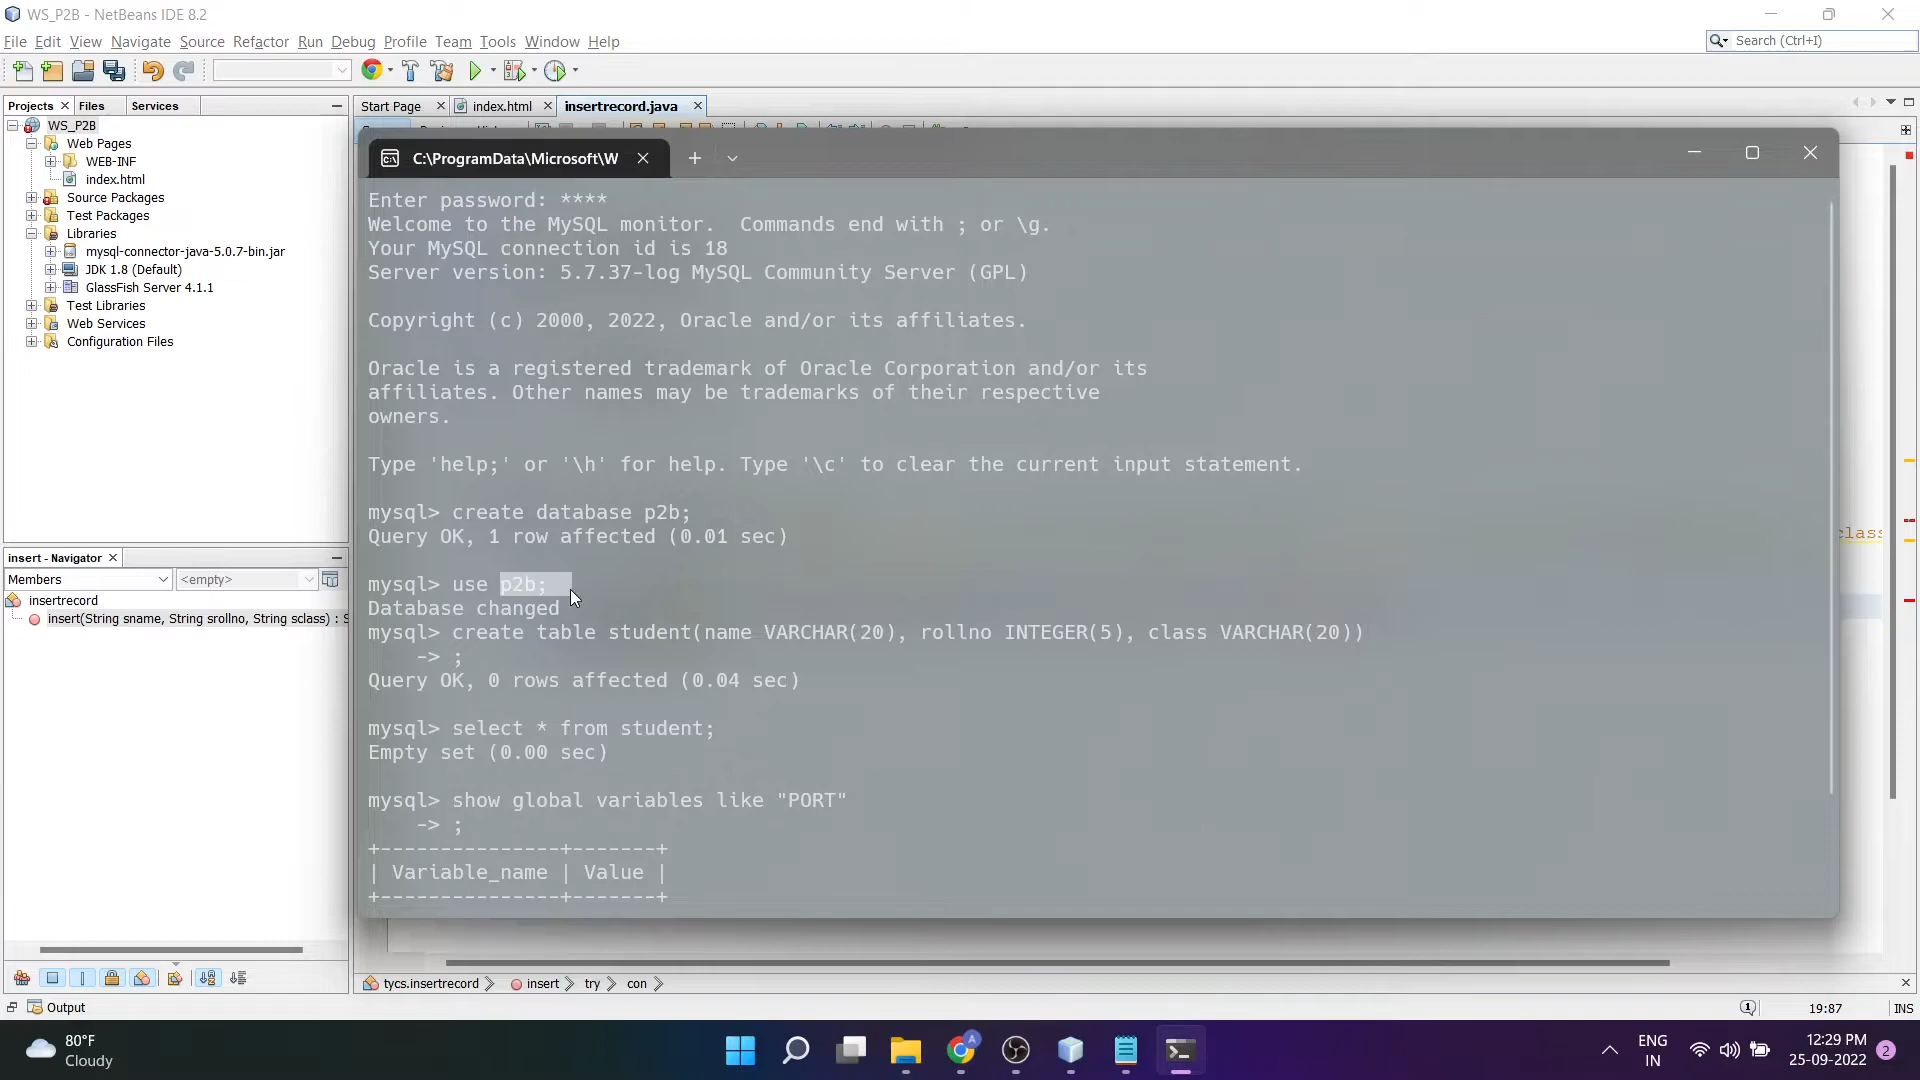 WS_P2B - NetBeans IDE 8.2
File Edit View Navigate Source Refactor Run Debug Profile Team Tools Window Help
Search (Ctrl+I)
Projects Files Services
Start Page index.html insertrecord.java
WS_P2B
Web Pages
WEB-INF
index.html
Source Packages
Test Packages
Libraries
mysql-connector-java-5.0.7-bin.jar
JDK 1.8 (Default)
GlassFish Server 4.1.1
Test Libraries
Web Services
Configuration Files
insert - Navigator
Members <empty>
insertrecord
insert(String sname, String srollno, String sclass) : S
C:\ProgramData\Microsoft\W
Enter password: ****
Welcome to the MySQL monitor.  Commands end with ; or \g.
Your MySQL connection id is 18
Server version: 5.7.37-log MySQL Community Server (GPL)
Copyright (c) 2000, 2022, Oracle and/or its affiliates.
Oracle is a registered trademark of Oracle Corporation and/or its
affiliates. Other names may be trademarks of their respective
owners.
Type 'help;' or '\h' for help. Type '\c' to clear the current input statement.
mysql> create database p2b;
Query OK, 1 row affected (0.01 sec)
mysql> use p2b;
Database changed
mysql> create table student(name VARCHAR(20), rollno INTEGER(5), class VARCHAR(20))
    -> ;
Query OK, 0 rows affected (0.04 sec)
mysql> select * from student;
Empty set (0.00 sec)
mysql> show global variables like "PORT"
    -> ;
+---------------+-------+
| Variable_name | Value |
+---------------+-------+
class
tycs.insertrecord insert try con
Output
19:87 INS
80°F
Cloudy
ENG
IN
12:29 PM
25-09-2022
2